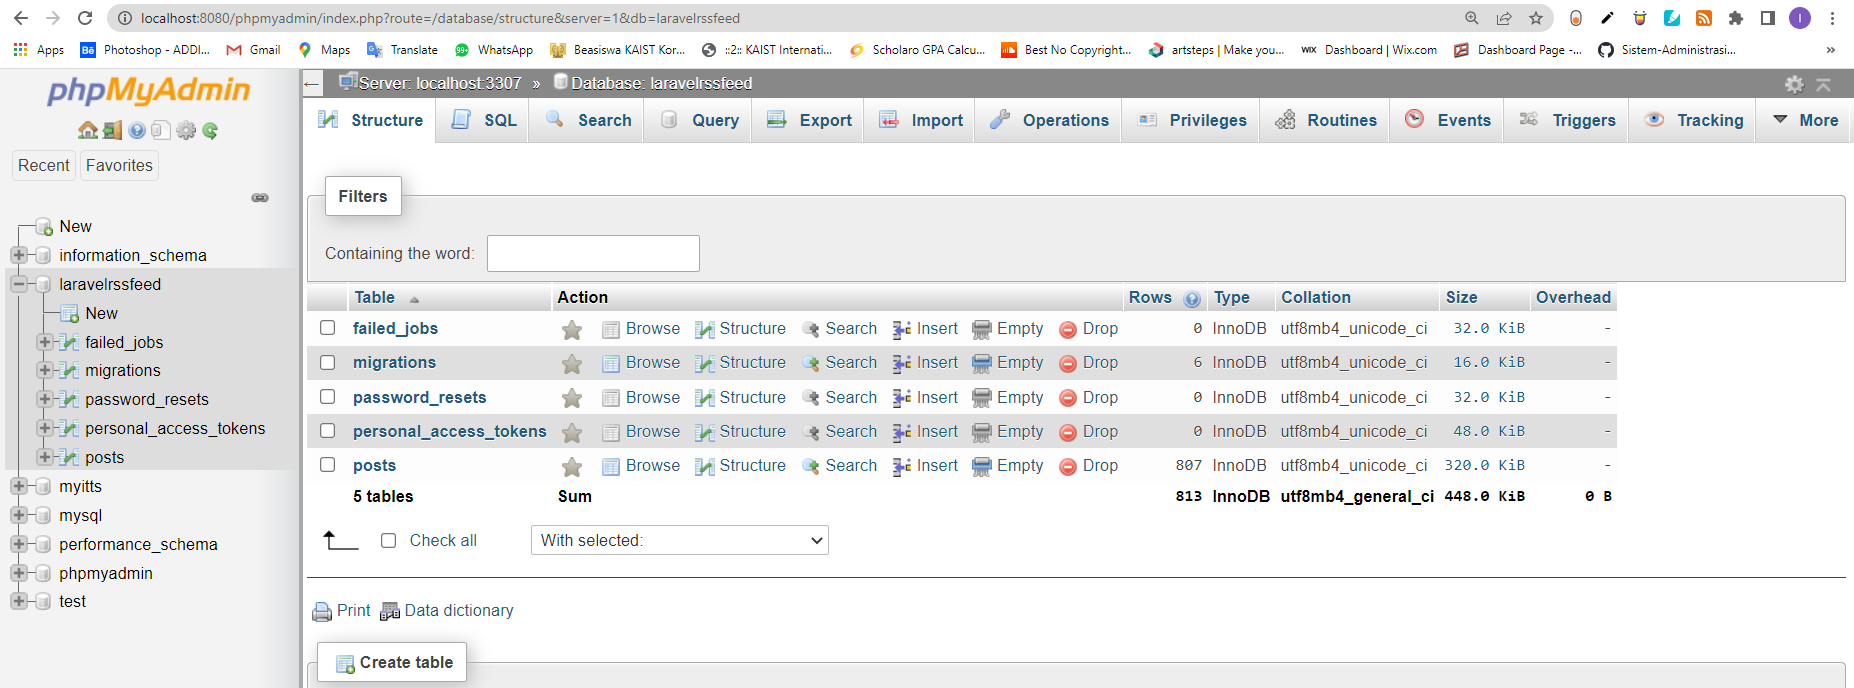 localhost:8080/phpmyadmin/index.php?route=/database/structure&server=1&db=laravelrssfeed
I
Apps Bē Photoshop - ADDI... Gmail Maps Translate 99+ WhatsApp Beasiswa KAIST Kor... ::2:: KAIST Internati... Scholaro GPA Calcu... Best No Copyright... artsteps | Make you... WIX Dashboard | Wix.com Dashboard Page -... Sistem-Administrasi... »
phpMyAdmin
Recent Favorites
New
information_schema
laravelrssfeed
New
failed_jobs
migrations
password_resets
personal_access_tokens
posts
myitts
mysql
performance_schema
phpmyadmin
test
← Server: localhost:3307 » Database: laravelrssfeed
Structure SQL Search Query Export Import Operations Privileges Routines Events Triggers Tracking More
Filters
Containing the word:
Table Action Rows Type Collation Size Overhead
failed_jobs Browse Structure Search Insert Empty Drop 0 InnoDB utf8mb4_unicode_ci 32.0 KiB -
migrations Browse Structure Search Insert Empty Drop 6 InnoDB utf8mb4_unicode_ci 16.0 KiB -
password_resets Browse Structure Search Insert Empty Drop 0 InnoDB utf8mb4_unicode_ci 32.0 KiB -
personal_access_tokens Browse Structure Search Insert Empty Drop 0 InnoDB utf8mb4_unicode_ci 48.0 KiB -
posts Browse Structure Search Insert Empty Drop 807 InnoDB utf8mb4_unicode_ci 320.0 KiB -
5 tables Sum 813 InnoDB utf8mb4_general_ci 448.0 KiB 0 B
Check all With selected:
Print Data dictionary
Create table